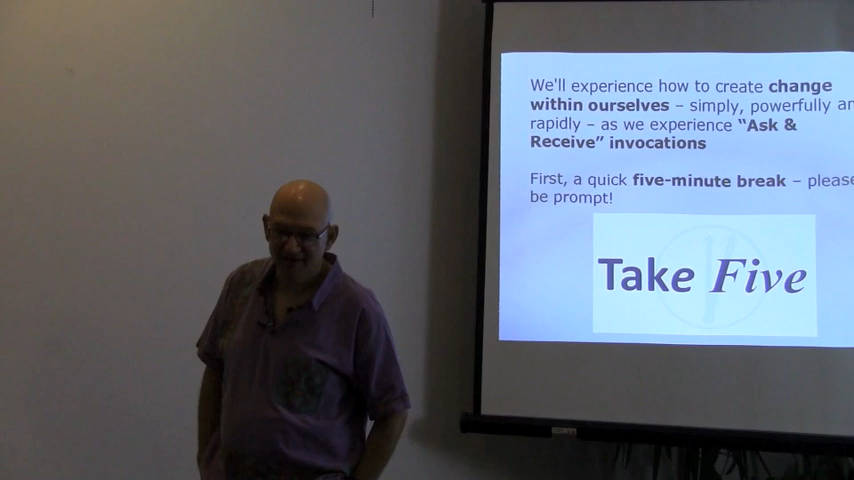 We'll experience how to create change
within ourselves – simply, powerfully
rapidly – as we experience “Ask &
Receive” invocations
First, a quick five-minute break – please
be prompt!
Take Five